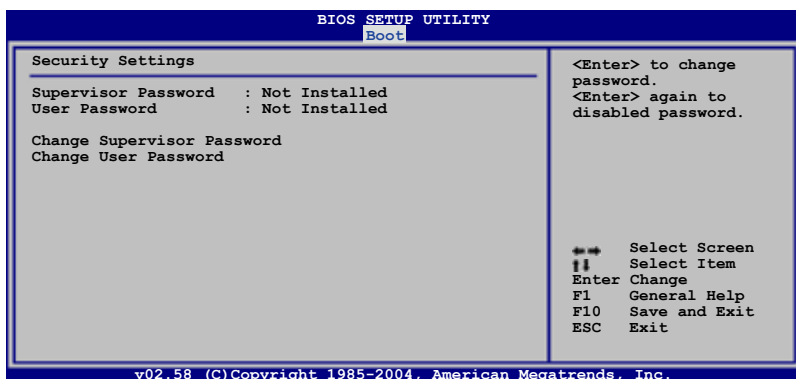 BIOS SETUP UTILITY
Boot
Security Settings
Supervisor Password : Not Installed
User Password : Not Installed
Change Supervisor Password
Change User Password
<Enter> to change
password.
<Enter> again to
disabled password.
←→ Select Screen
↑↓ Select Item
Enter Change
F1 General Help
F10 Save and Exit
ESC Exit
v02.58 (C)Copyright 1985-2004, American Megatrends, Inc.